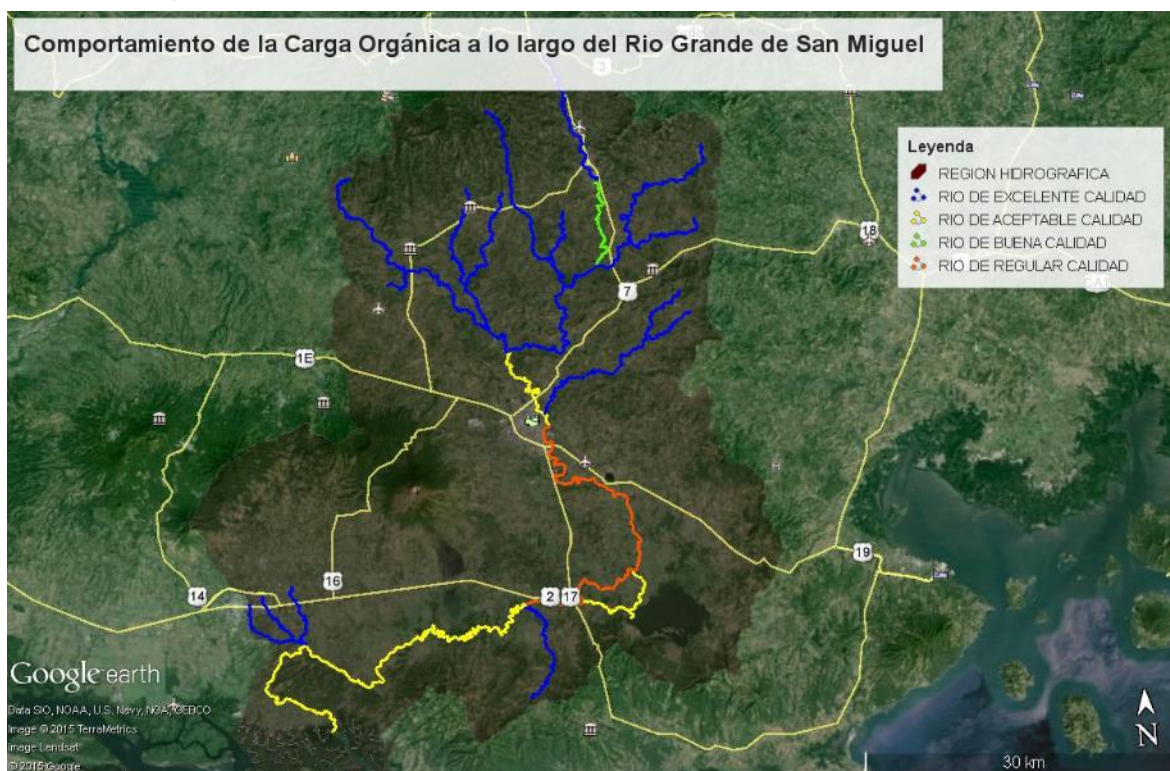 Comportamiento de la Carga Orgánica a lo largo del Rio Grande de San Miguel
3
Leyenda
REGION HIDROGRAFICA
RIO DE EXCELENTE CALIDAD
RIO DE ACEPTABLE CALIDAD
RIO DE BUENA CALIDAD
RIO DE REGULAR CALIDAD
18
7
1E
19
16
14
2
17
Google earth
Data SIO, NOAA, U.S. Navy, NGA, GEBCO
Image © 2015 TerraMetrics
Image Landsat
© 2015 Google
N
30 km